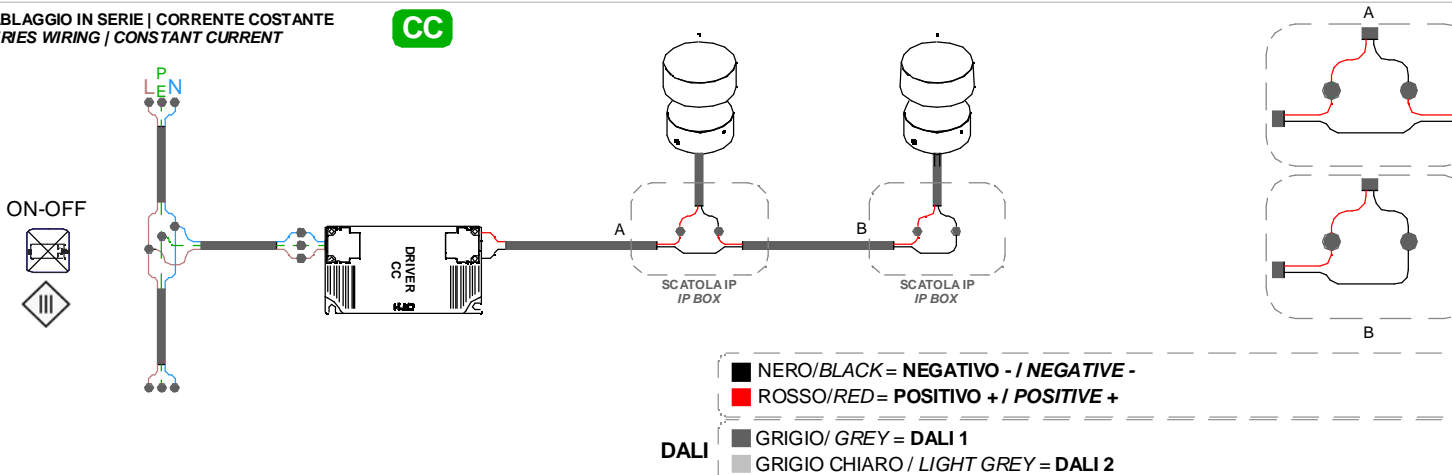 BLAGGIO IN SERIE | CORRENTE COSTANTE
RIES WIRING | CONSTANT CURRENT
CC
L PE N
ON-OFF
DRIVER
CC
A
SCATOLA IP
IP BOX
B
SCATOLA IP
IP BOX
A
B
NERO/BLACK = NEGATIVO - / NEGATIVE -
ROSSO/RED = POSITIVO + / POSITIVE +
DALI
GRIGIO/ GREY = DALI 1
GRIGIO CHIARO / LIGHT GREY = DALI 2